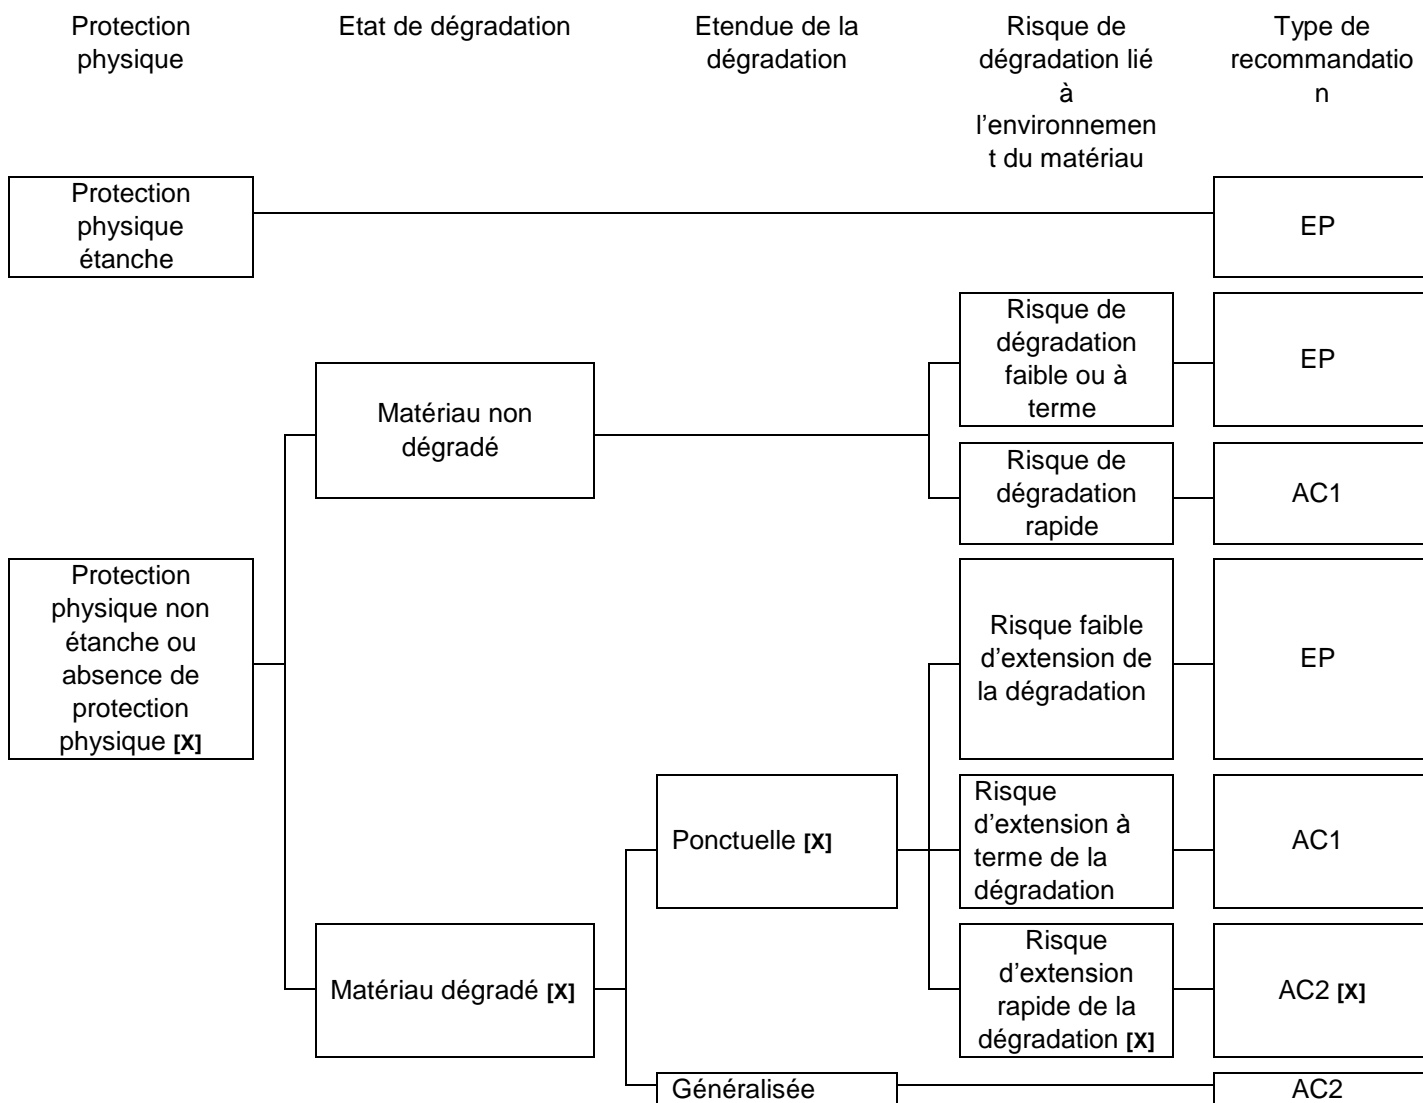 Protection
physique
Etat de dégradation
Etendue de la
dégradation
Risque de
dégradation lié
à
l’environnemen
t du matériau
Type de
recommandatio
n
Protection
physique
étanche
EP
Risque de
dégradation
faible ou à
terme
EP
Matériau non
dégradé
Risque de
dégradation
rapide
AC1
Protection
physique non
étanche ou
absence de
protection
physique [X]
Risque faible
d’extension de
la dégradation
EP
Ponctuelle [X]
Risque
d’extension à
terme de la
dégradation
AC1
Matériau dégradé [X]
Risque
d’extension
rapide de la
dégradation [X]
AC2 [X]
Généralisée
AC2